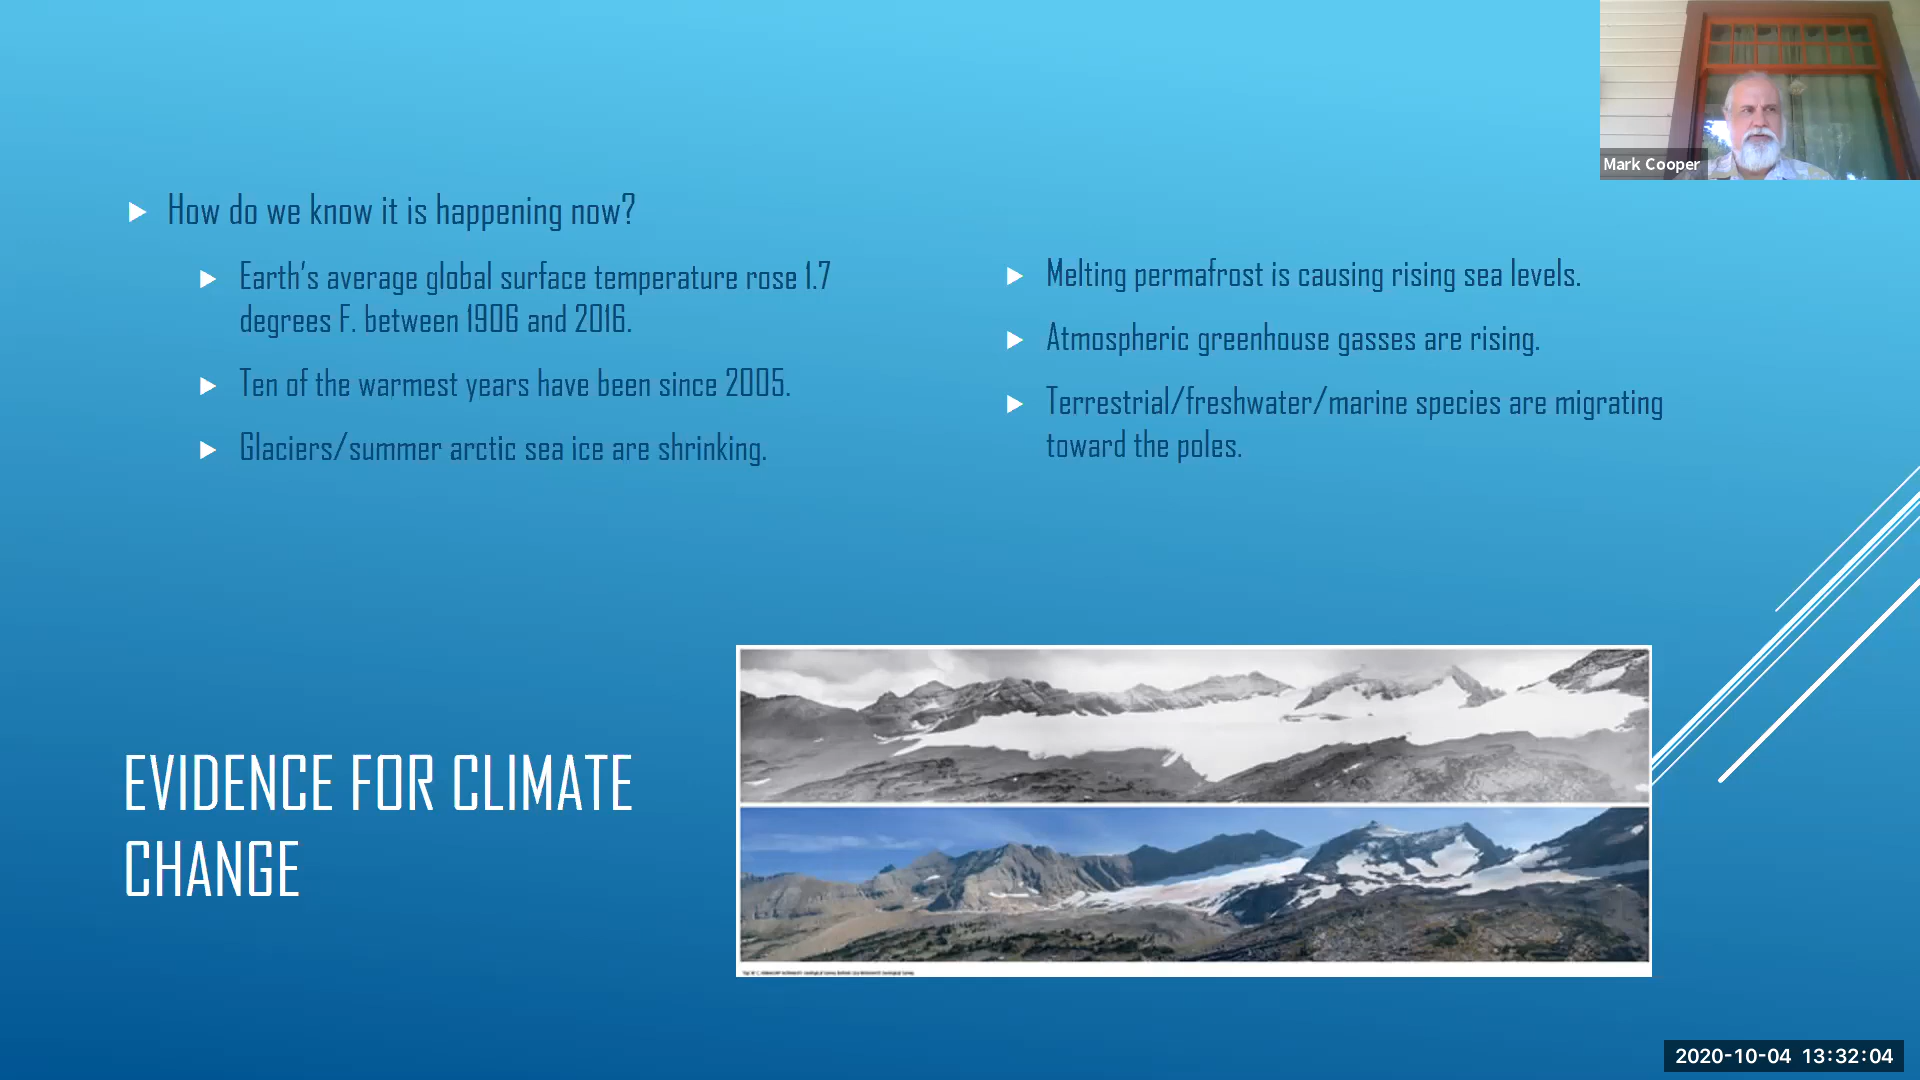 Mark Cooper
How do we know it is happening now?
Earth's average global surface temperature rose 1.7
degrees F. between 1906 and 2016.
Ten of the warmest years have been since 2005.
Glaciers/summer arctic sea ice are shrinking.
Melting permafrost is causing rising sea levels.
Atmospheric greenhouse gasses are rising.
Terrestrial/freshwater/marine species are migrating
toward the poles.
EVIDENCE FOR CLIMATE
CHANGE
2020-10-04 13:32:04